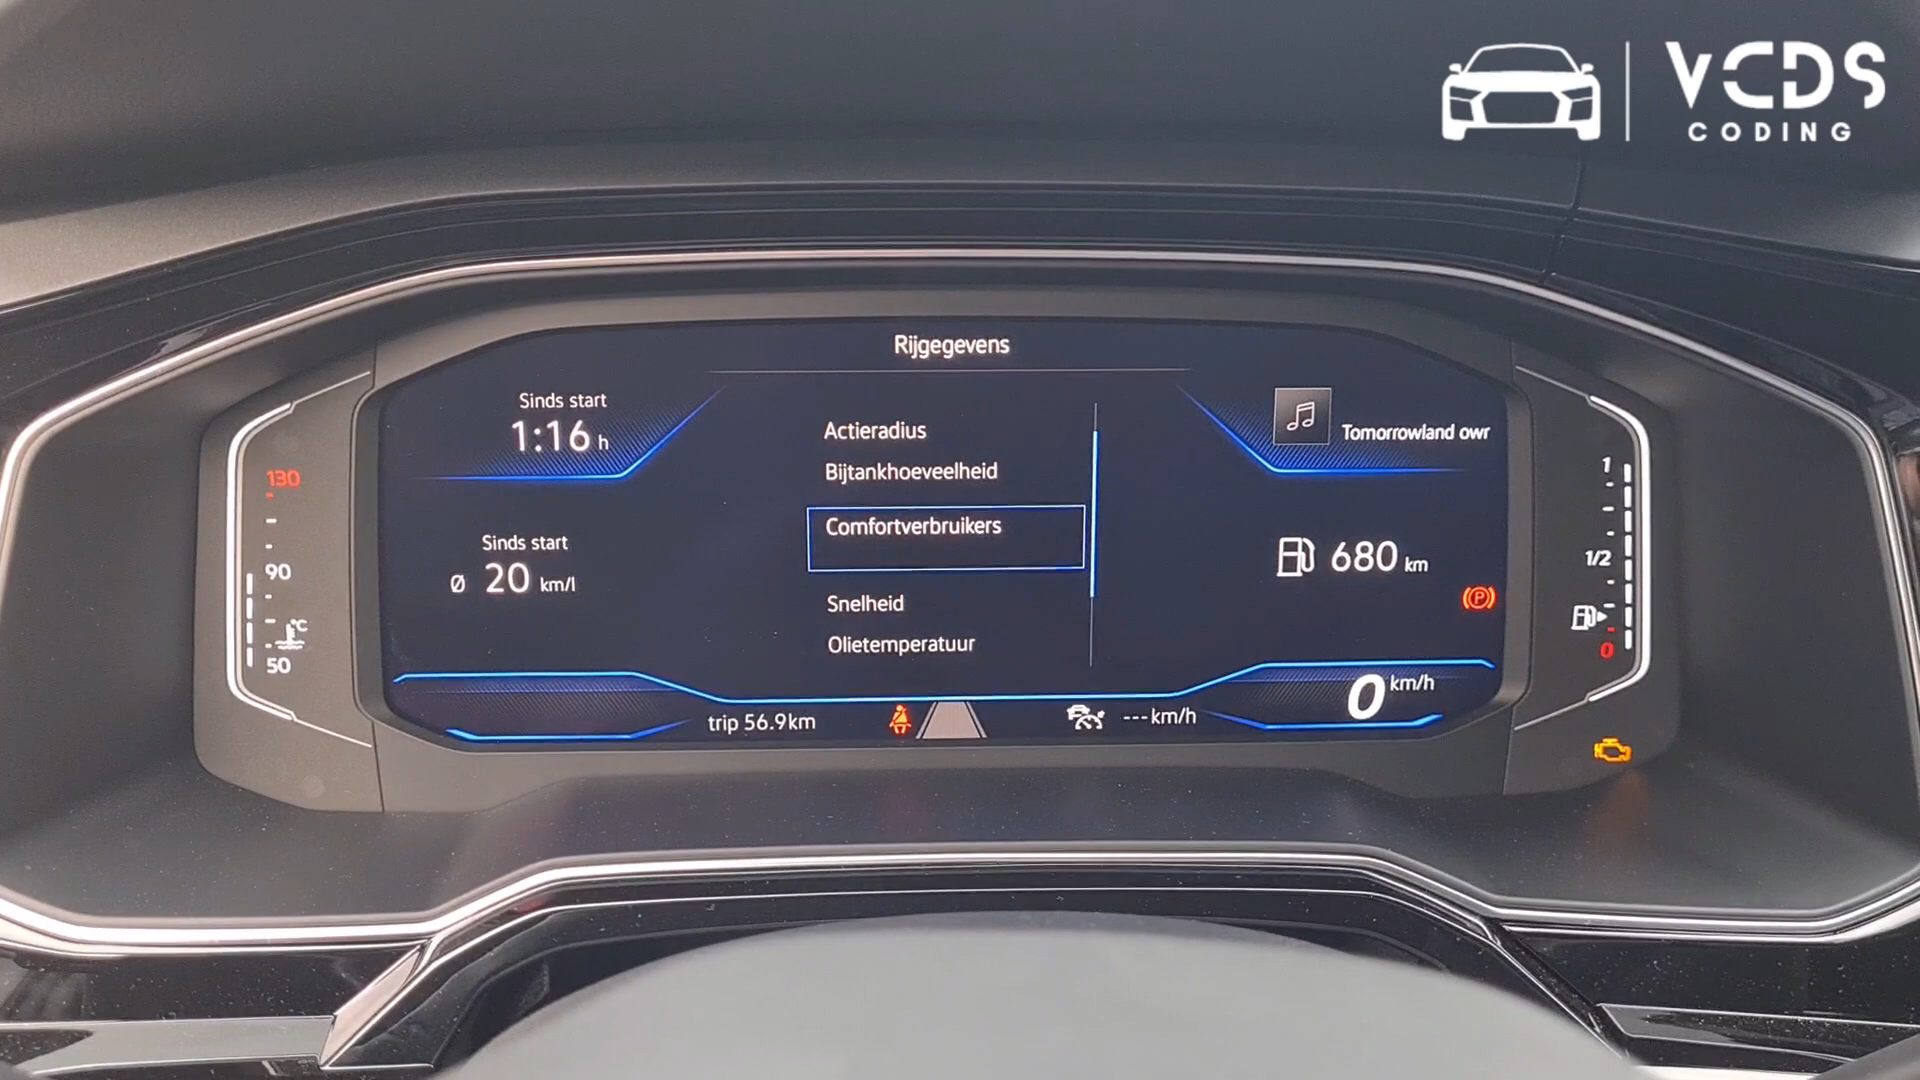 VCDS
CODING
Rijgegevens
Sinds start
1:16 h
Tomorrowland owr
Actieradius
Bijtankhoeveelheid
Comfortverbruikers
Snelheid
Olietemperatuur
Sinds start
Ø 20 km/l
680 km
130
90
°C
50
1
1/2
0
P
0 km/h
trip 56.9km
--- km/h